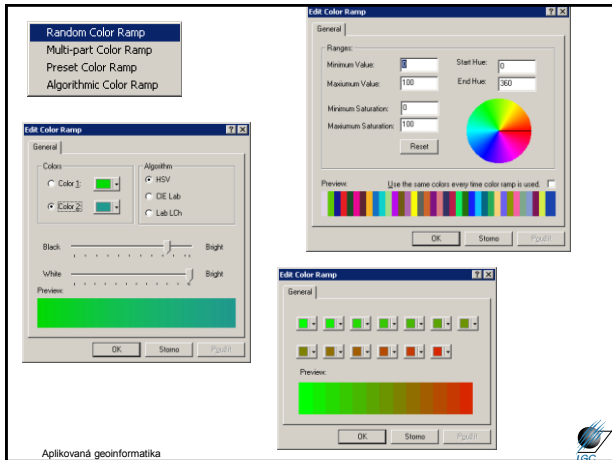 Random Color Ramp
Multi-part Color Ramp
Preset Color Ramp
Algorithmic Color Ramp
Edit Color Ramp
General
Ranges:
Minimum Value: 0
Start Hue: 0
Maxiumum Value: 100
End Hue: 360
Minimum Saturation: 0
Maxiumum Saturation: 100
Reset
Preview: Use the same colors every time color ramp is used.
OK Storno Použít
Edit Color Ramp
General
Colors
Algorithm
Color 1:
HSV
CIE Lab
Color 2:
Lab LCh
Black Bright
White Bright
Preview:
OK Storno Použít
Edit Color Ramp
General
Preview:
OK Storno Použít
Aplikovaná geoinformatika
LGC